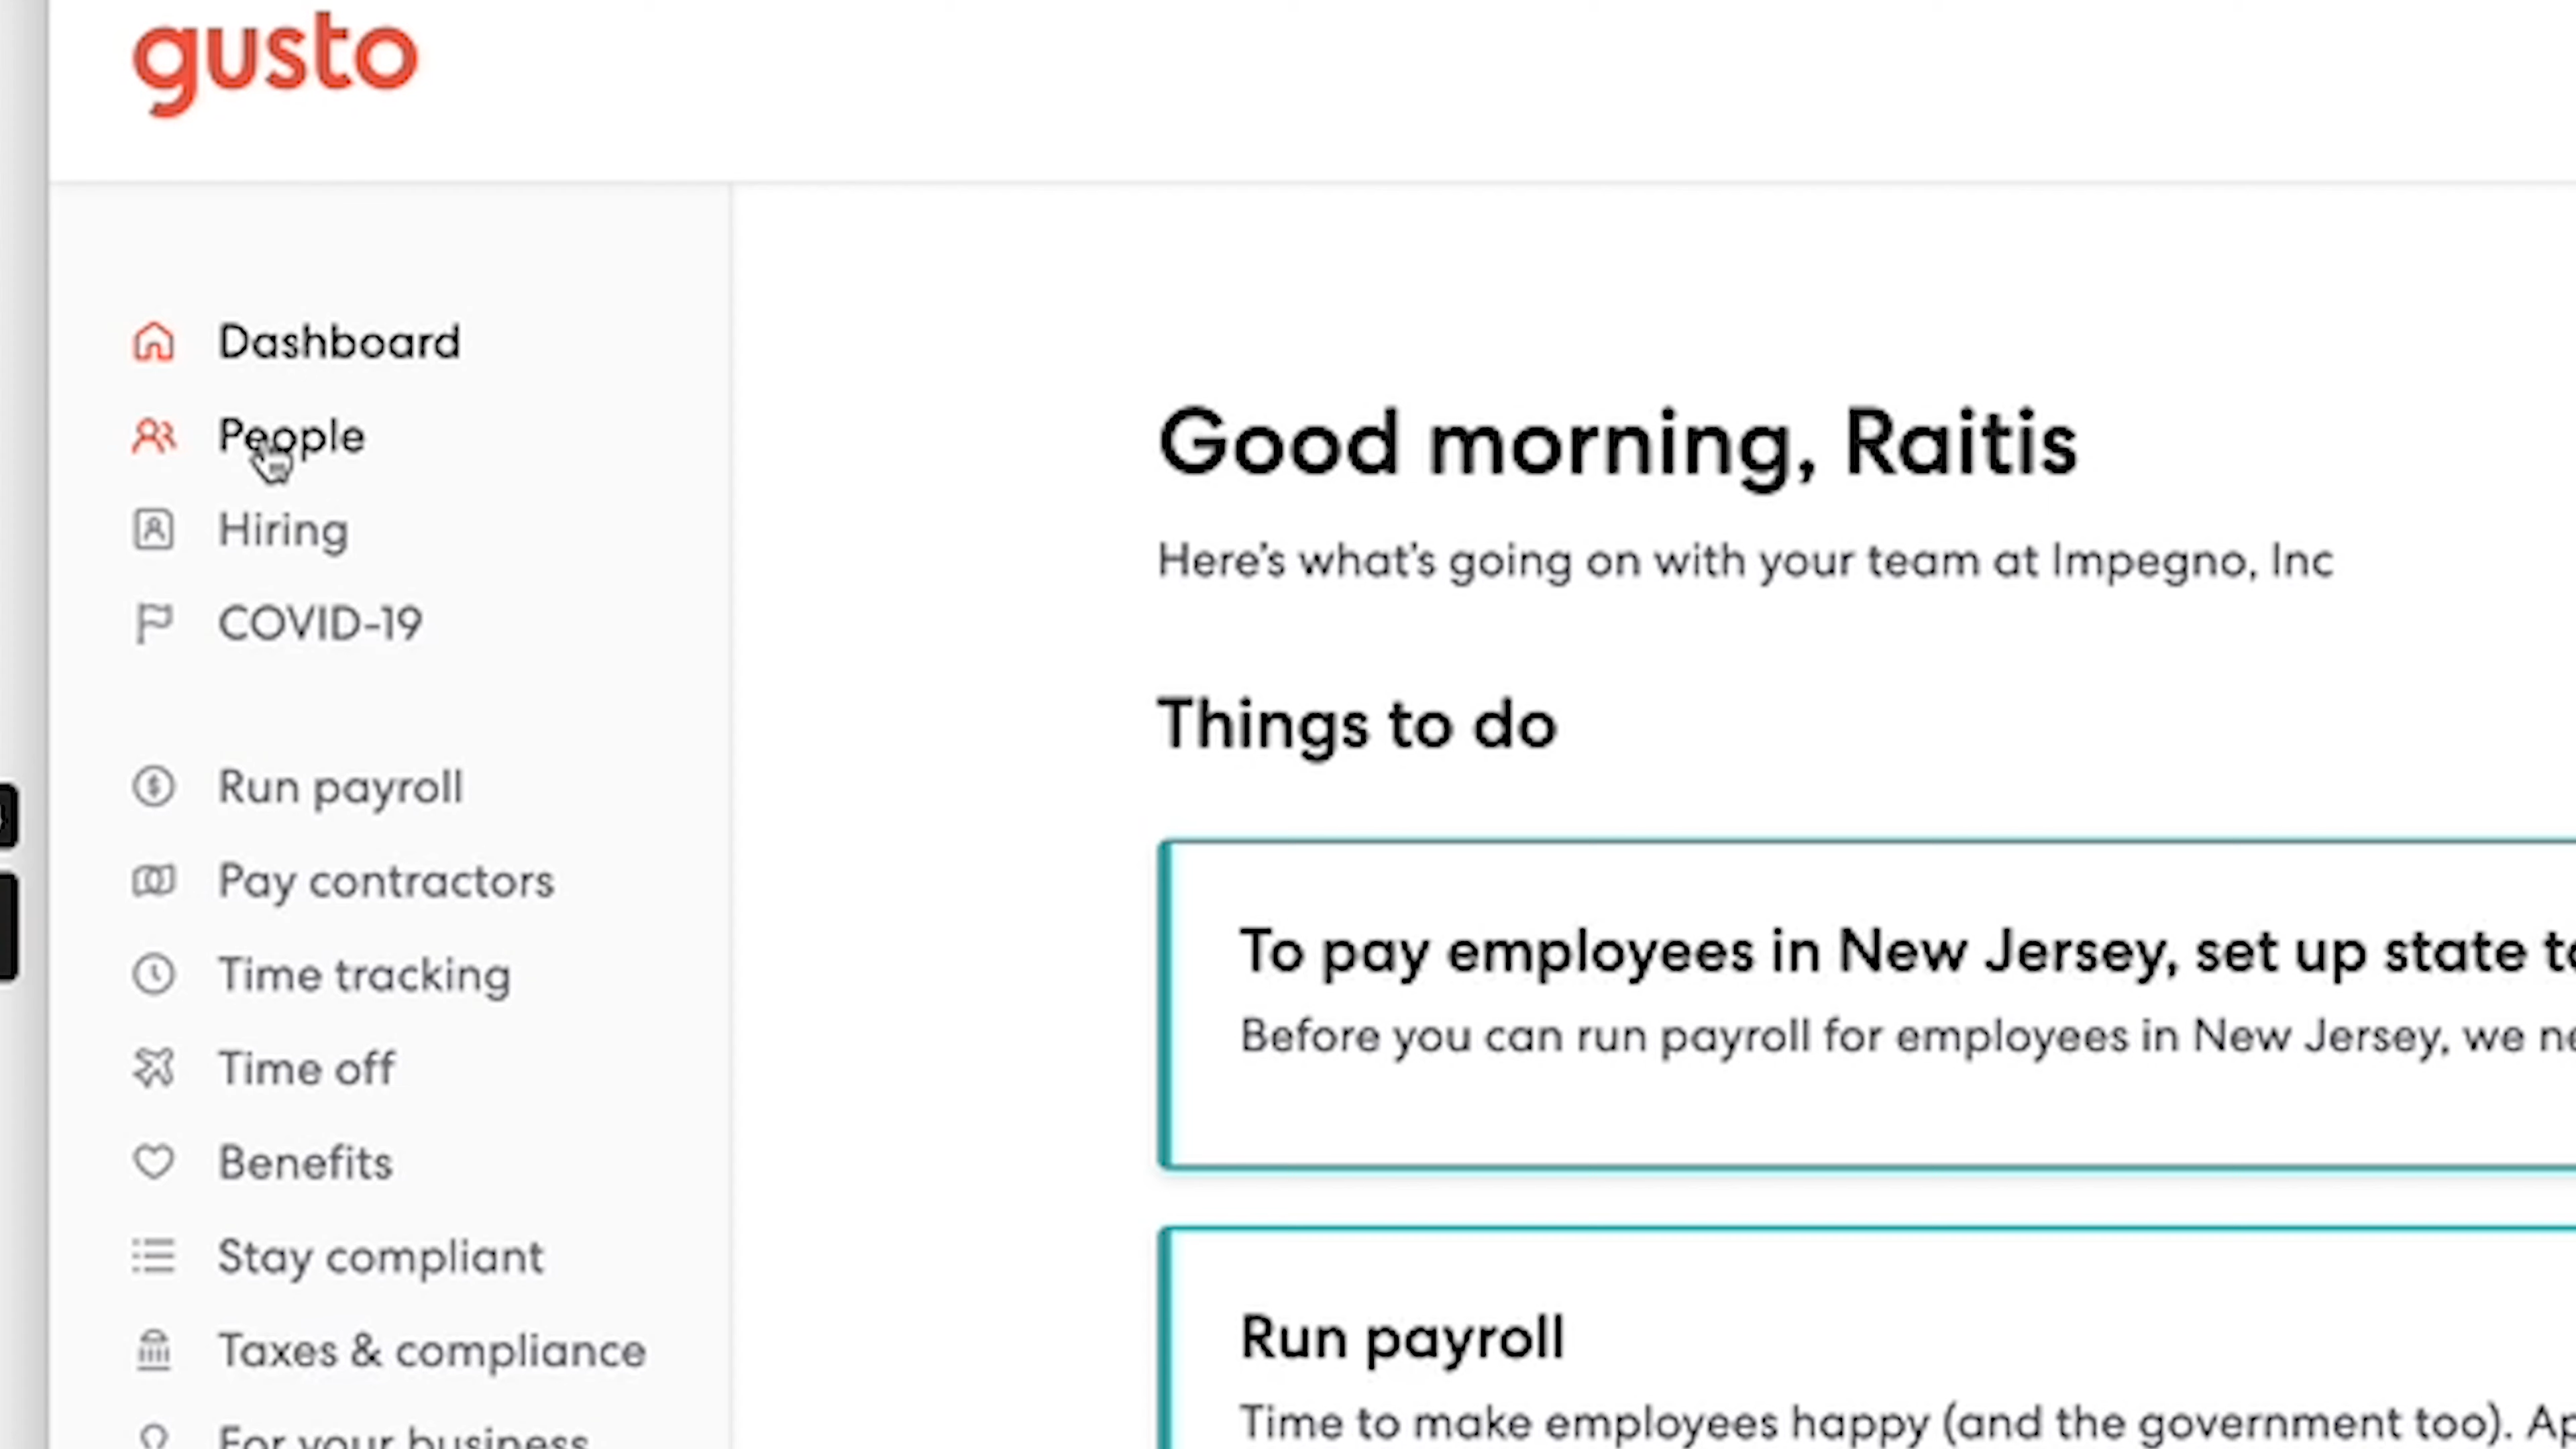 gusto
Dashboard
People
Hiring
COVID-19
Run payroll
Pay contractors
Time tracking
Time off
Benefits
Stay compliant
Taxes & compliance
For your business
Good morning, Raitis
Here's what's going on with your team at Impegno, Inc
Things to do
To pay employees in New Jersey, set up state
Before you can run payroll for employees in New Jersey, we
Run payroll
Time to make employees happy (and the government too).